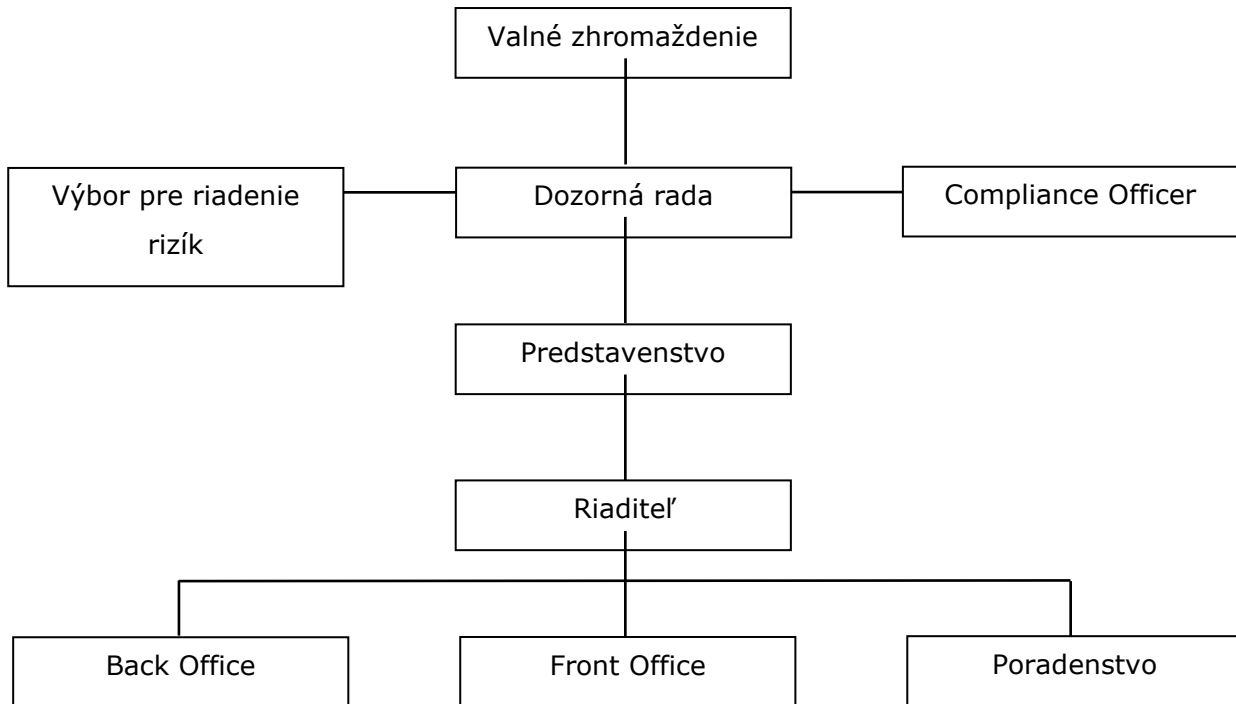 Valné zhromaždenie
Výbor pre riadenie
rizík
Dozorná rada
Compliance Officer
Predstavenstvo
Riaditeľ
Back Office
Front Office
Poradenstvo